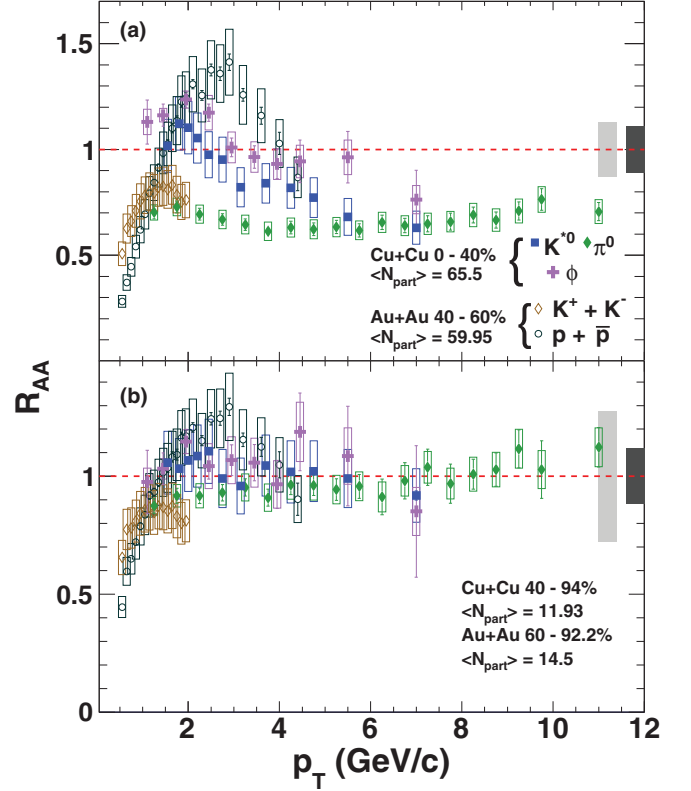 (a)
1.5
1
0.5
Cu+Cu 0 - 40%
<N_part> = 65.5
{ K*0 π0
ϕ
Au+Au 40 - 60%
<N_part> = 59.95
{ K+ + K-
p + p̅
R_AA
(b)
1
0.5
0
Cu+Cu 40 - 94%
<N_part> = 11.93
Au+Au 60 - 92.2%
<N_part> = 14.5
2 4 6 8 10 12
p_T (GeV/c)